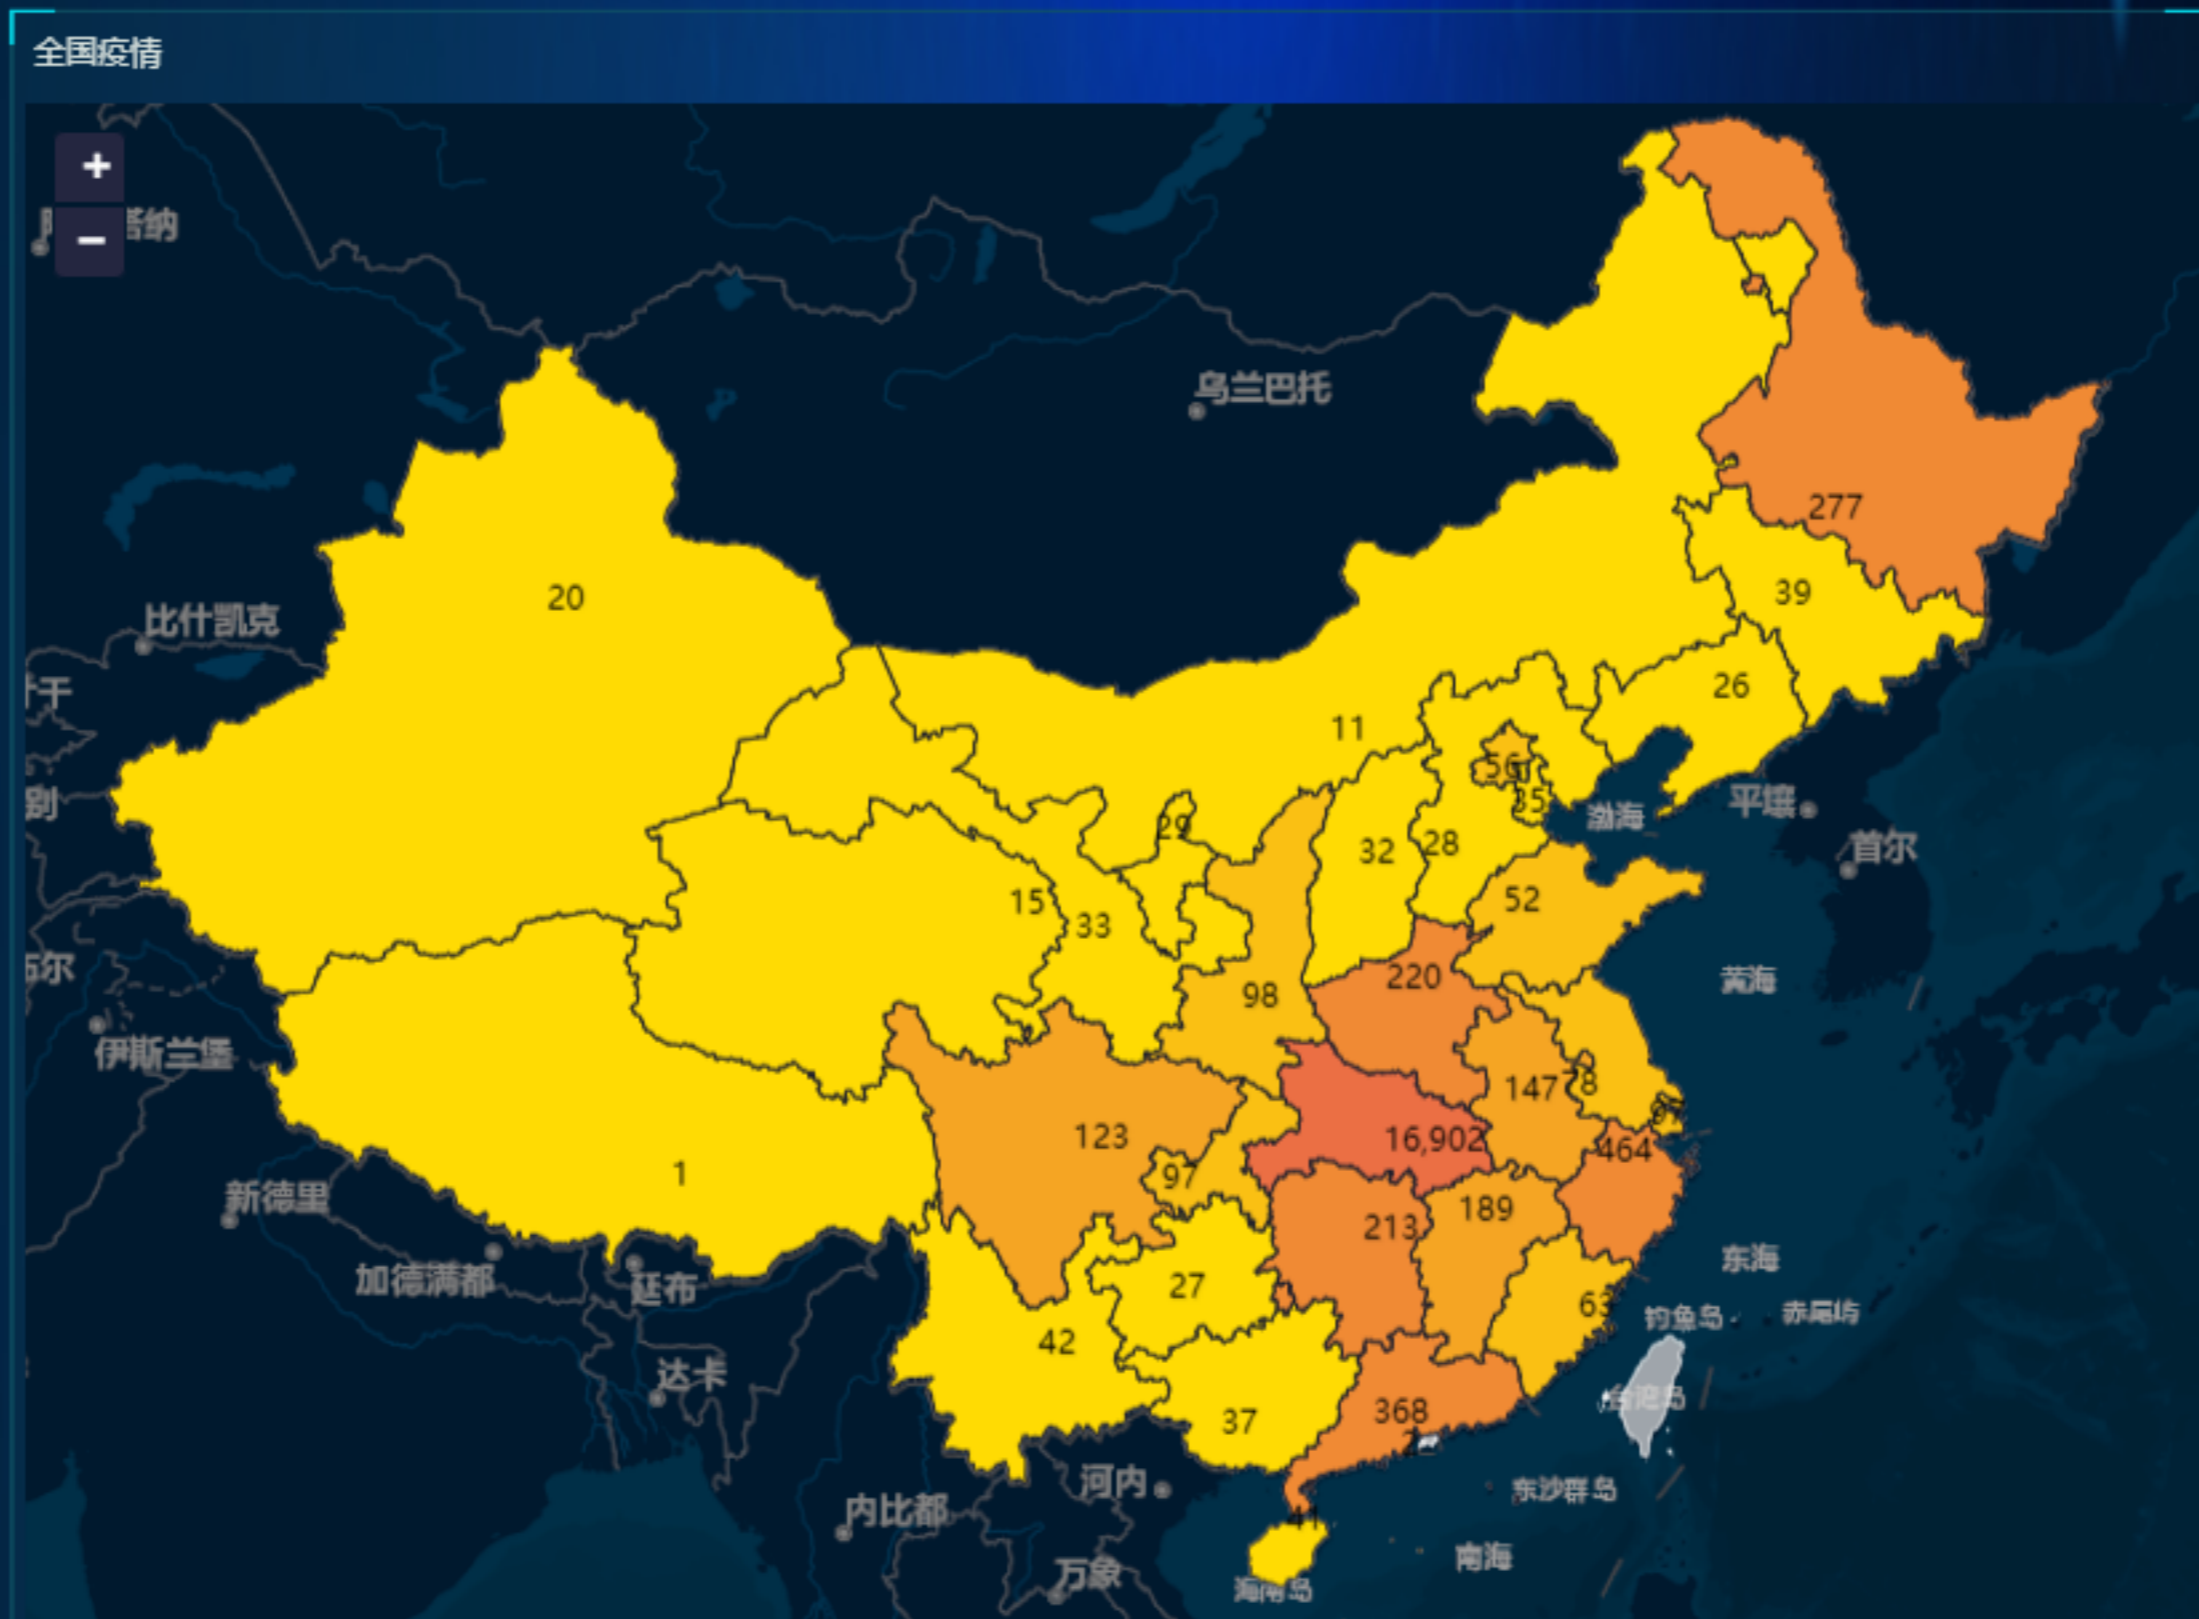 全国疫情
+
塔纳
−
乌兰巴托
277
20
39
比什凯克
26
11
56
35
别
平壤
渤海
29
首尔
32
28
15
52
33
220
黄海
98
伊斯兰堡
147
78
123
16,902
464
97
1
新德里
189
213
东海
加德满都
廷布
27
63
钓鱼岛
赤尾屿
42
达卡
台湾岛
368
37
河内
东沙群岛
内比都
41
南海
万象
海南岛